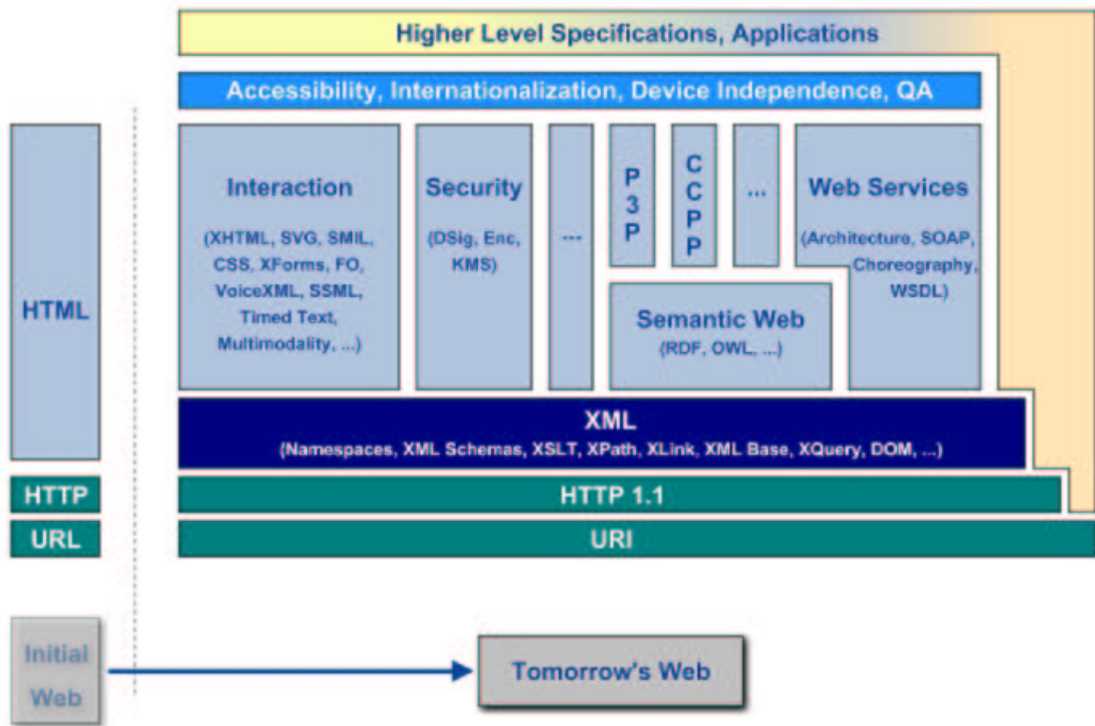 Higher Level Specifications, Applications
Accessibility, Internationalization, Device Independence, QA
HTML
HTTP
URL
Interaction
(XHTML, SVG, SMIL,
CSS, XForms, FO,
VoiceXML, SSML,
Timed Text,
Multimodality, ...)
Security
(DSig, Enc,
KMS)
...
P
3
P
C
C
P
P
...
Web Services
(Architecture, SOAP,
Choreography,
WSDL)
Semantic Web
(RDF, OWL, ...)
XML
(Namespaces, XML Schemas, XSLT, XPath, XLink, XML Base, XQuery, DOM, ...)
HTTP 1.1
URI
Initial
Web
Tomorrow's Web